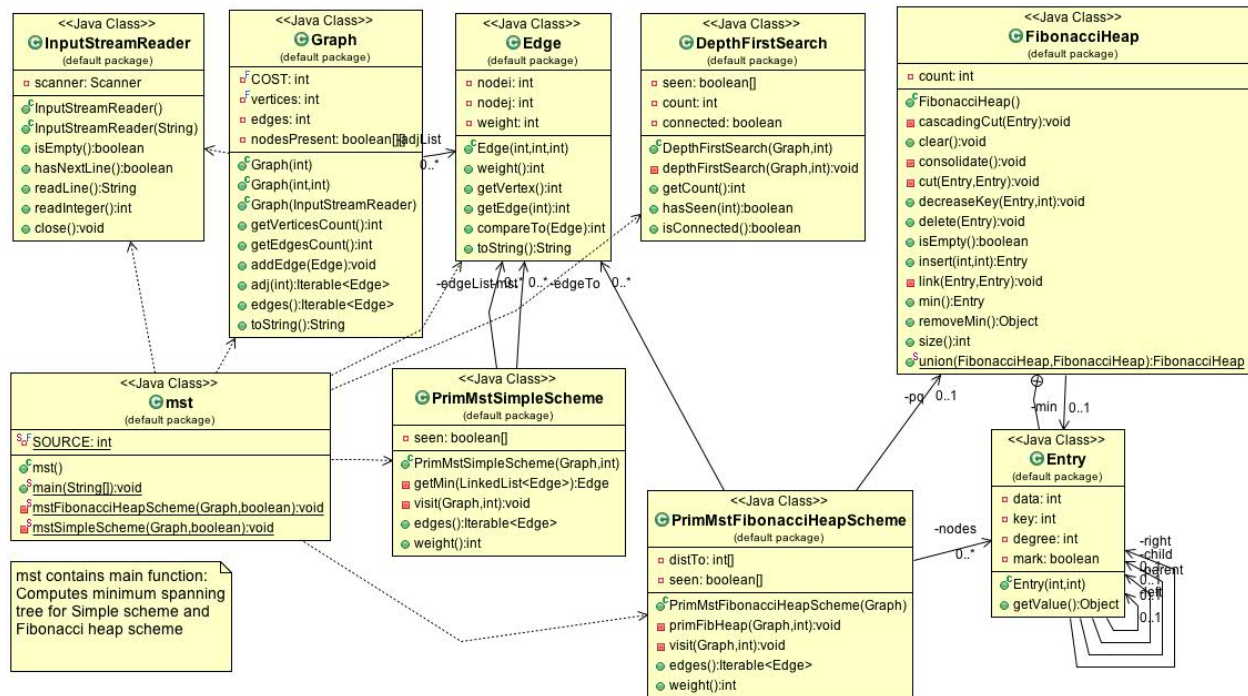 <<Java Class>>
InputStreamReader
(default package)
scanner: Scanner
InputStreamReader()
InputStreamReader(String)
isEmpty():boolean
hasNextLine():boolean
readLine():String
readInteger():int
close():void
<<Java Class>>
Graph
(default package)
COST: int
vertices: int
edges: int
nodesPresent: boolean[][]
Graph(int)
Graph(int,int)
Graph(InputStreamReader)
getVerticesCount():int
getEdgesCount():int
addEdge(Edge):void
adj(int):Iterable<Edge>
edges():Iterable<Edge>
toString():String
-adjList
0..*
<<Java Class>>
Edge
(default package)
nodei: int
nodej: int
weight: int
Edge(int,int,int)
weight():int
getVertex():int
getEdge(int):int
compareTo(Edge):int
toString():String
<<Java Class>>
DepthFirstSearch
(default package)
seen: boolean[]
count: int
connected: boolean
DepthFirstSearch(Graph,int)
depthFirstSearch(Graph,int):void
getCount():int
hasSeen(int):boolean
isConnected():boolean
<<Java Class>>
FibonacciHeap
(default package)
count: int
FibonacciHeap()
cascadingCut(Entry):void
clear():void
consolidate():void
cut(Entry,Entry):void
decreaseKey(Entry,int):void
delete(Entry):void
isEmpty():boolean
insert(int,int):Entry
link(Entry,Entry):void
min():Entry
removeMin():Object
size():int
union(FibonacciHeap,FibonacciHeap):FibonacciHeap
-edgeList
-mst
0..*
0..*
-edgeTo
0..*
<<Java Class>>
mst
(default package)
SOURCE: int
mst()
main(String[]):void
mstFibonacciHeapScheme(Graph,boolean):void
mstSimpleScheme(Graph,boolean):void
<<Java Class>>
PrimMstSimpleScheme
(default package)
seen: boolean[]
PrimMstSimpleScheme(Graph,int)
getMin(LinkedList<Edge>):Edge
visit(Graph,int):void
edges():Iterable<Edge>
weight():int
-pq
0..1
-min
0..1
<<Java Class>>
Entry
(default package)
data: int
key: int
degree: int
mark: boolean
Entry(int,int)
getValue():Object
-right
-child
0..1
-parent
0..1
-left
0..1
0..1
<<Java Class>>
PrimMstFibonacciHeapScheme
(default package)
distTo: int[]
seen: boolean[]
PrimMstFibonacciHeapScheme(Graph)
primFibHeap(Graph,int):void
visit(Graph,int):void
edges():Iterable<Edge>
weight():int
-nodes
0..*
mst contains main function:
Computes minimum spanning
tree for Simple scheme and
Fibonacci heap scheme